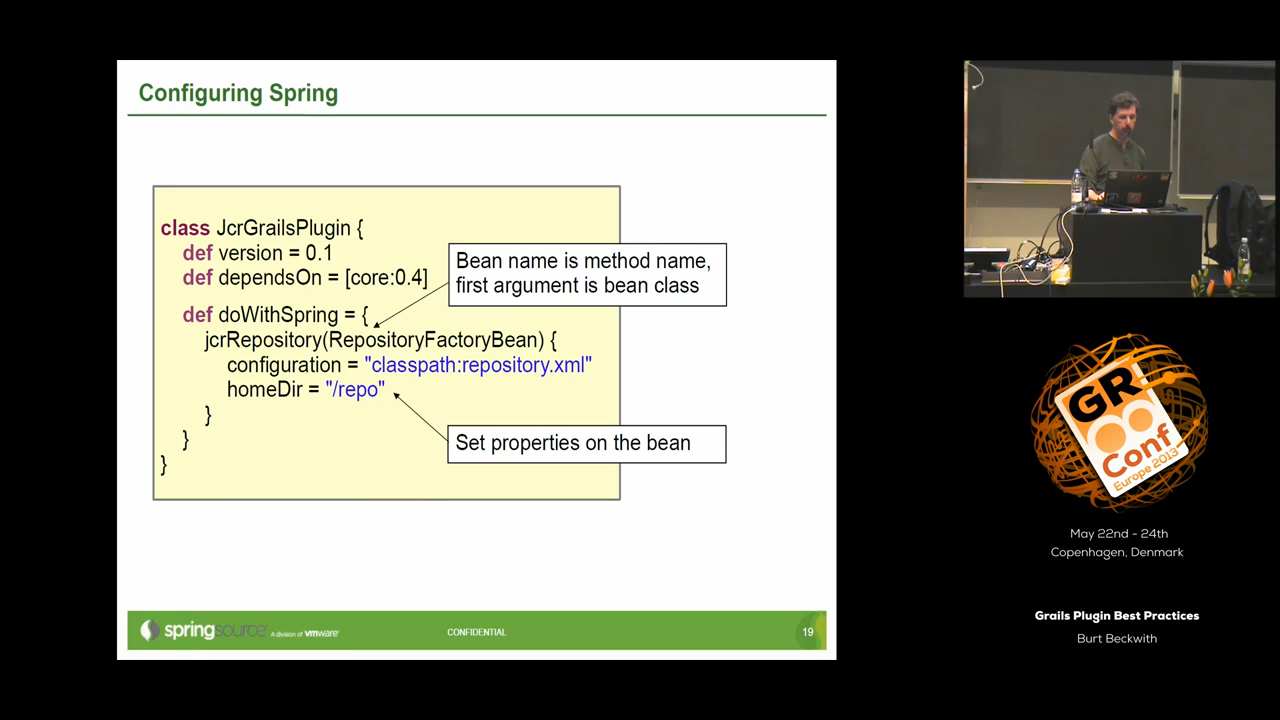 Configuring Spring
class JcrGrailsPlugin {
def version = 0.1
def dependsOn = [core:0.4]
def doWithSpring = {
jcrRepository(RepositoryFactoryBean) {
configuration = "classpath:repository.xml"
homeDir = "/repo"
}
}
}
Bean name is method name,
first argument is bean class
Set properties on the bean
springsource A division of vmware
CONFIDENTIAL
19
GR8
Conf
Europe 2013
May 22nd - 24th
Copenhagen, Denmark
Grails Plugin Best Practices
Burt Beckwith